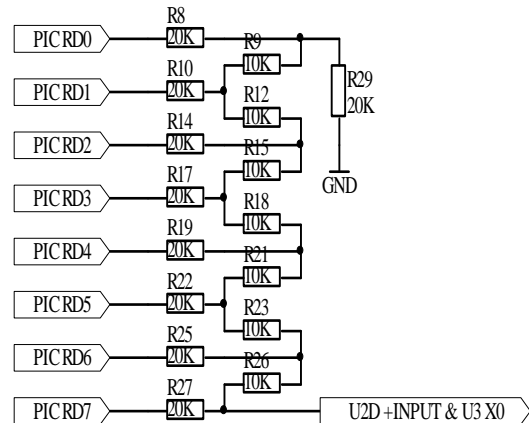 R8
PICRD0
20K
R9
10K
R10
PICRD1
20K
R29
20K
R12
10K
R14
PICRD2
20K
R15
10K
R17
PICRD3
20K
GND
R18
10K
R19
PICRD4
20K
R21
10K
R22
PICRD5
20K
R23
10K
R25
PICRD6
20K
R26
10K
R27
PICRD7
20K
U2D +INPUT & U3 X0